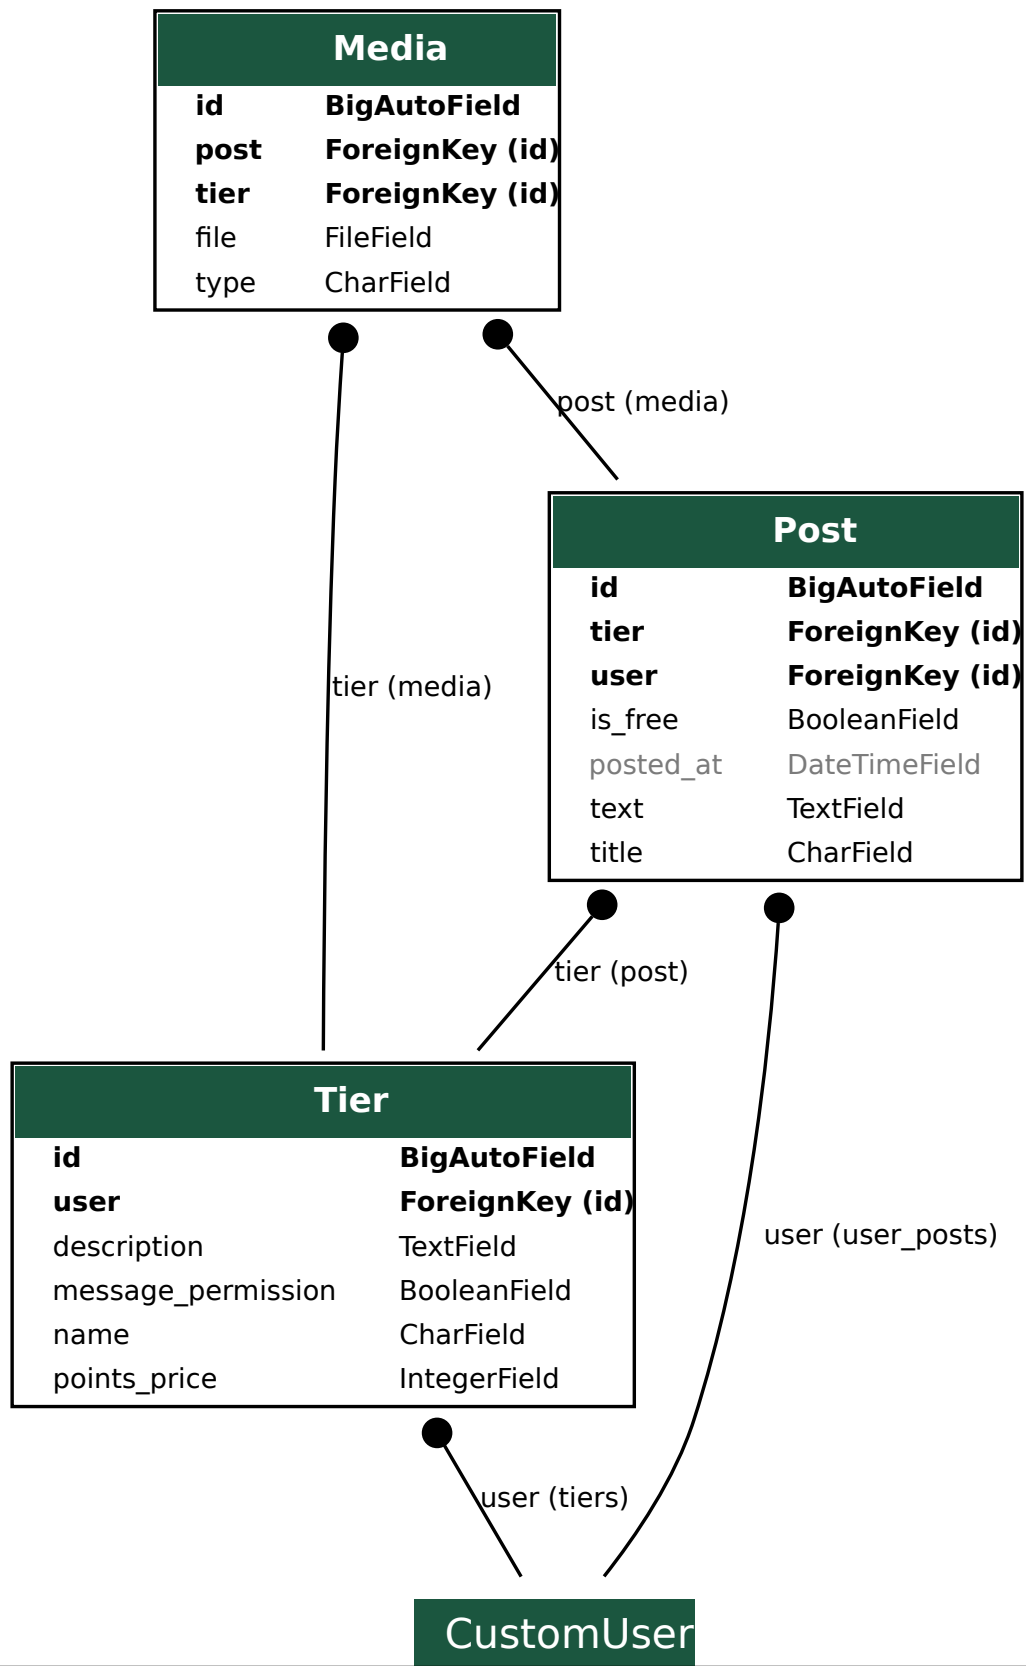 Media
id BigAutoField
post ForeignKey (id)
tier ForeignKey (id)
file FileField
type CharField
post (media)
Post
id BigAutoField
tier ForeignKey (id)
user ForeignKey (id)
is_free BooleanField
posted_at DateTimeField
text TextField
title CharField
tier (media)
tier (post)
Tier
id BigAutoField
user ForeignKey (id)
description TextField
message_permission BooleanField
name CharField
points_price IntegerField
user (user_posts)
user (tiers)
CustomUser